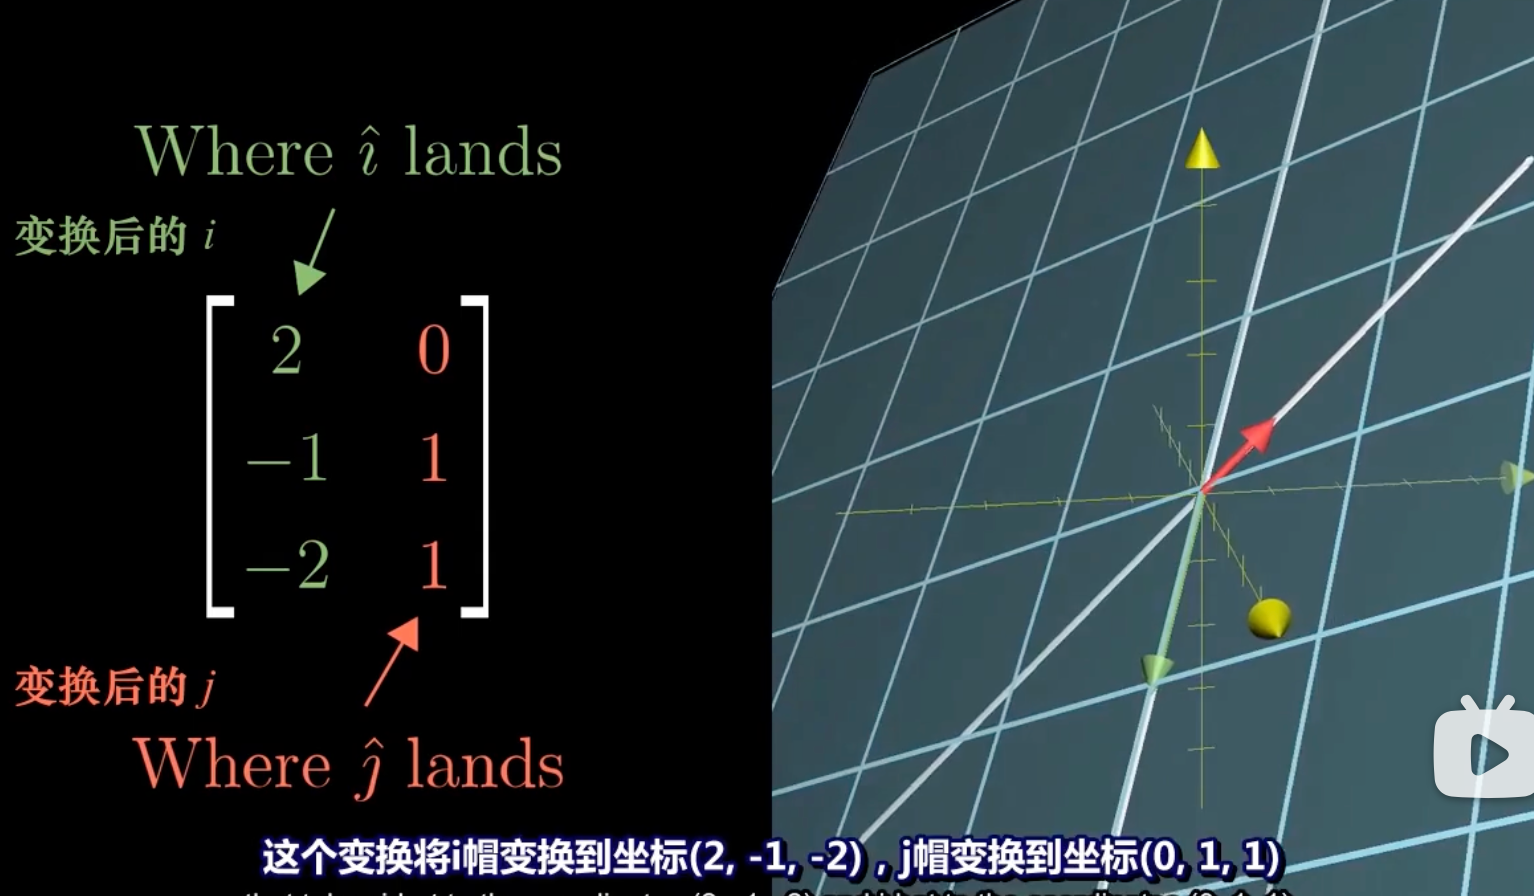 Where î lands
变换后的 i
2 0
−1 1
−2 1
变换后的 j
Where ĵ lands
这个变换将i帽变换到坐标(2, -1, -2)，j帽变换到坐标(0, 1, 1)